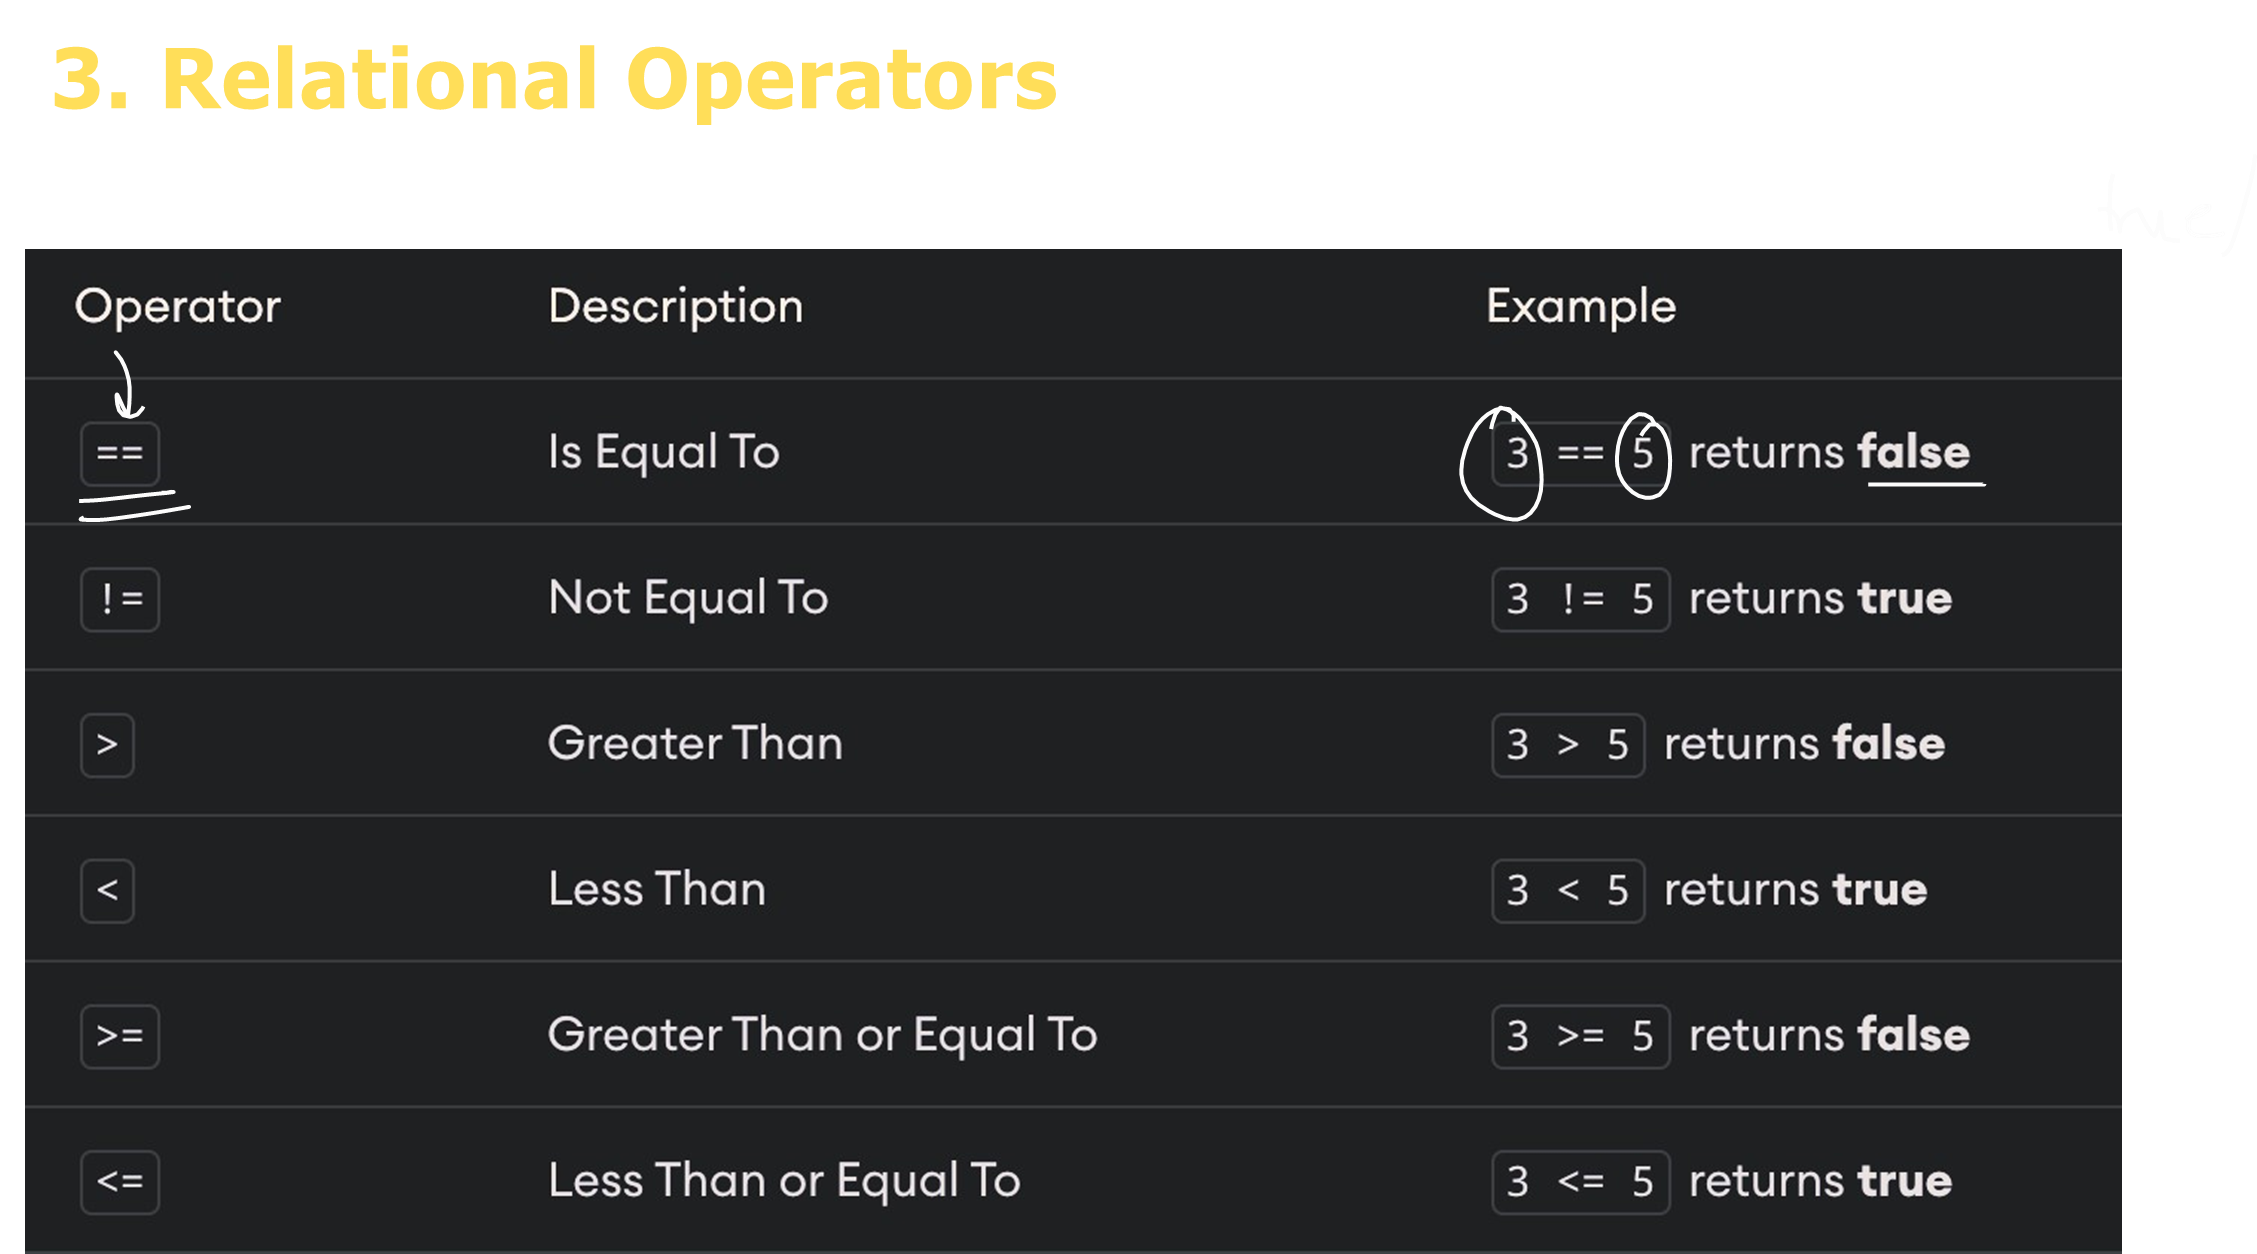 3. Relational Operators
Operator Description Example
== Is Equal To 3 == 5 returns false
!= Not Equal To 3 != 5 returns true
> Greater Than 3 > 5 returns false
< Less Than 3 < 5 returns true
>= Greater Than or Equal To 3 >= 5 returns false
<= Less Than or Equal To 3 <= 5 returns true